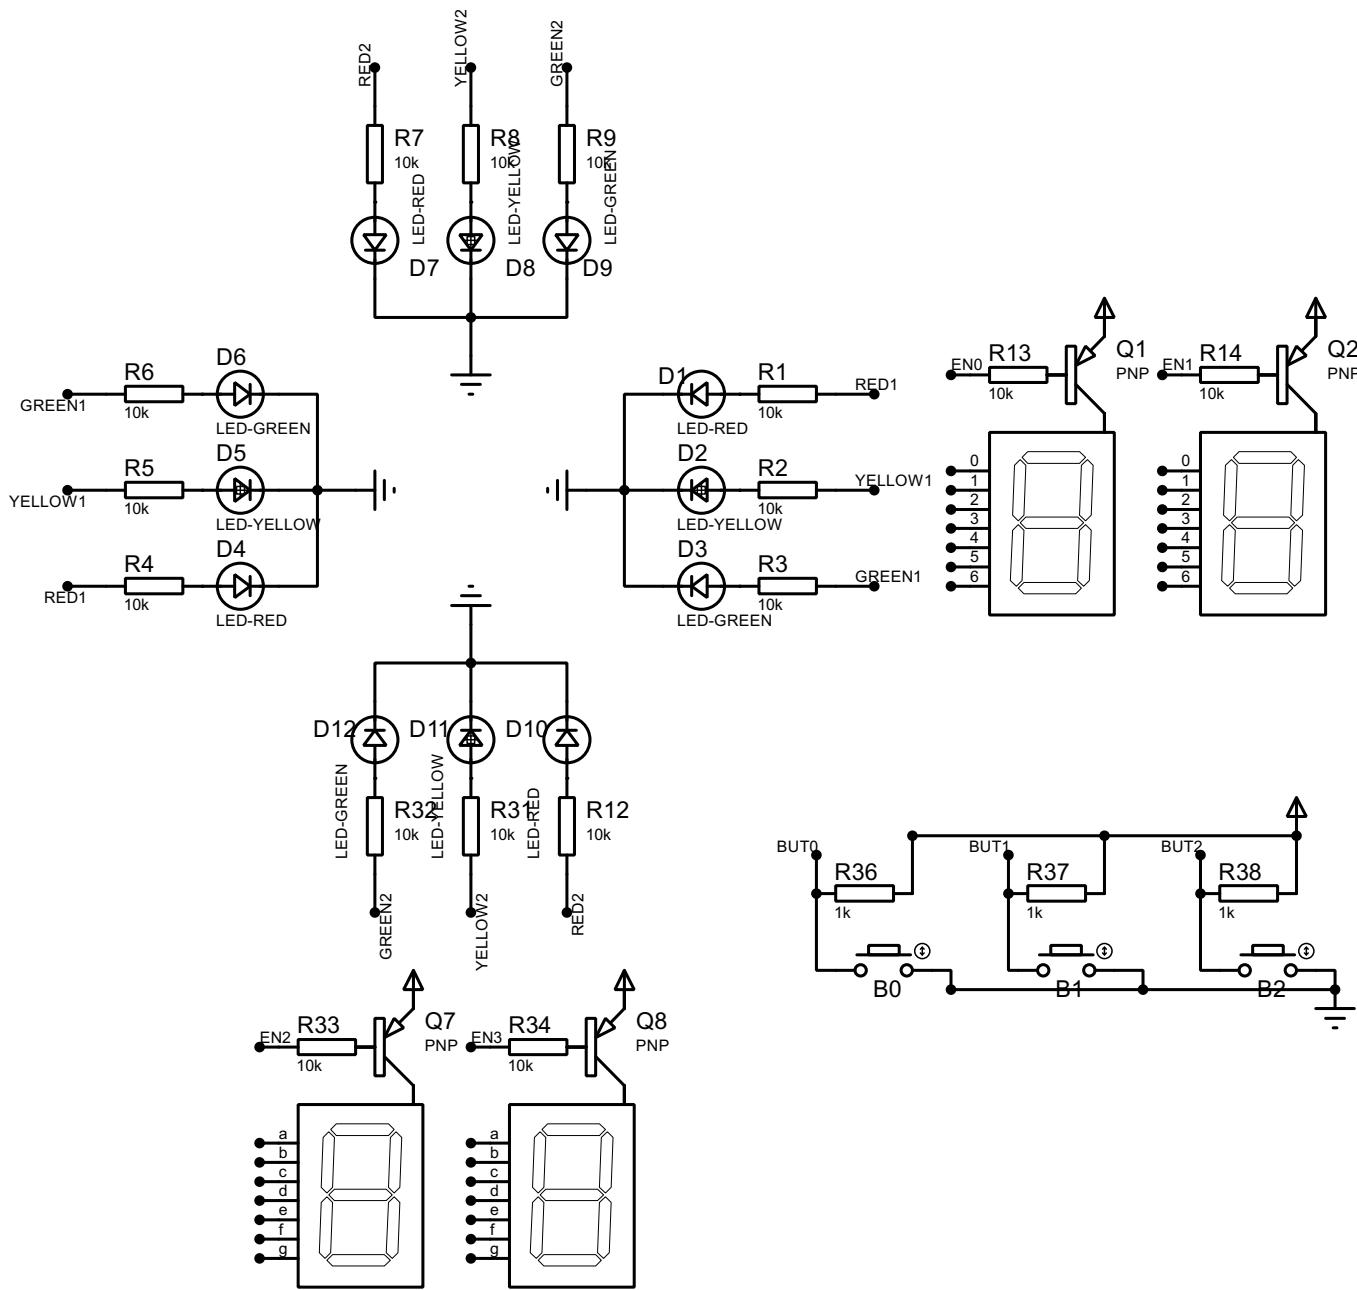 RED2
YELLOW2
GREEN2
R7
10k
LED-RED
D7
R8
10k
LED-YELLOW
D8
R9
10k
LED-GREEN
D9
GREEN1
R6
10k
D6
LED-GREEN
YELLOW1
R5
10k
D5
LED-YELLOW
RED1
R4
10k
D4
LED-RED
D1
LED-RED
R1
10k
RED1
D2
LED-YELLOW
R2
10k
YELLOW1
D3
LED-GREEN
R3
10k
GREEN1
EN0
R13
10k
Q1
PNP
0
1
2
3
4
5
6
EN1
R14
10k
Q2
PNP
0
1
2
3
4
5
6
D12
LED-GREEN
R32
10k
GREEN2
D11
LED-YELLOW
R31
10k
YELLOW2
D10
LED-RED
R12
10k
RED2
BUT0
R36
1k
B0
BUT1
R37
1k
B1
BUT2
R38
1k
B2
EN2
R33
10k
Q7
PNP
a
b
c
d
e
f
g
EN3
R34
10k
Q8
PNP
a
b
c
d
e
f
g